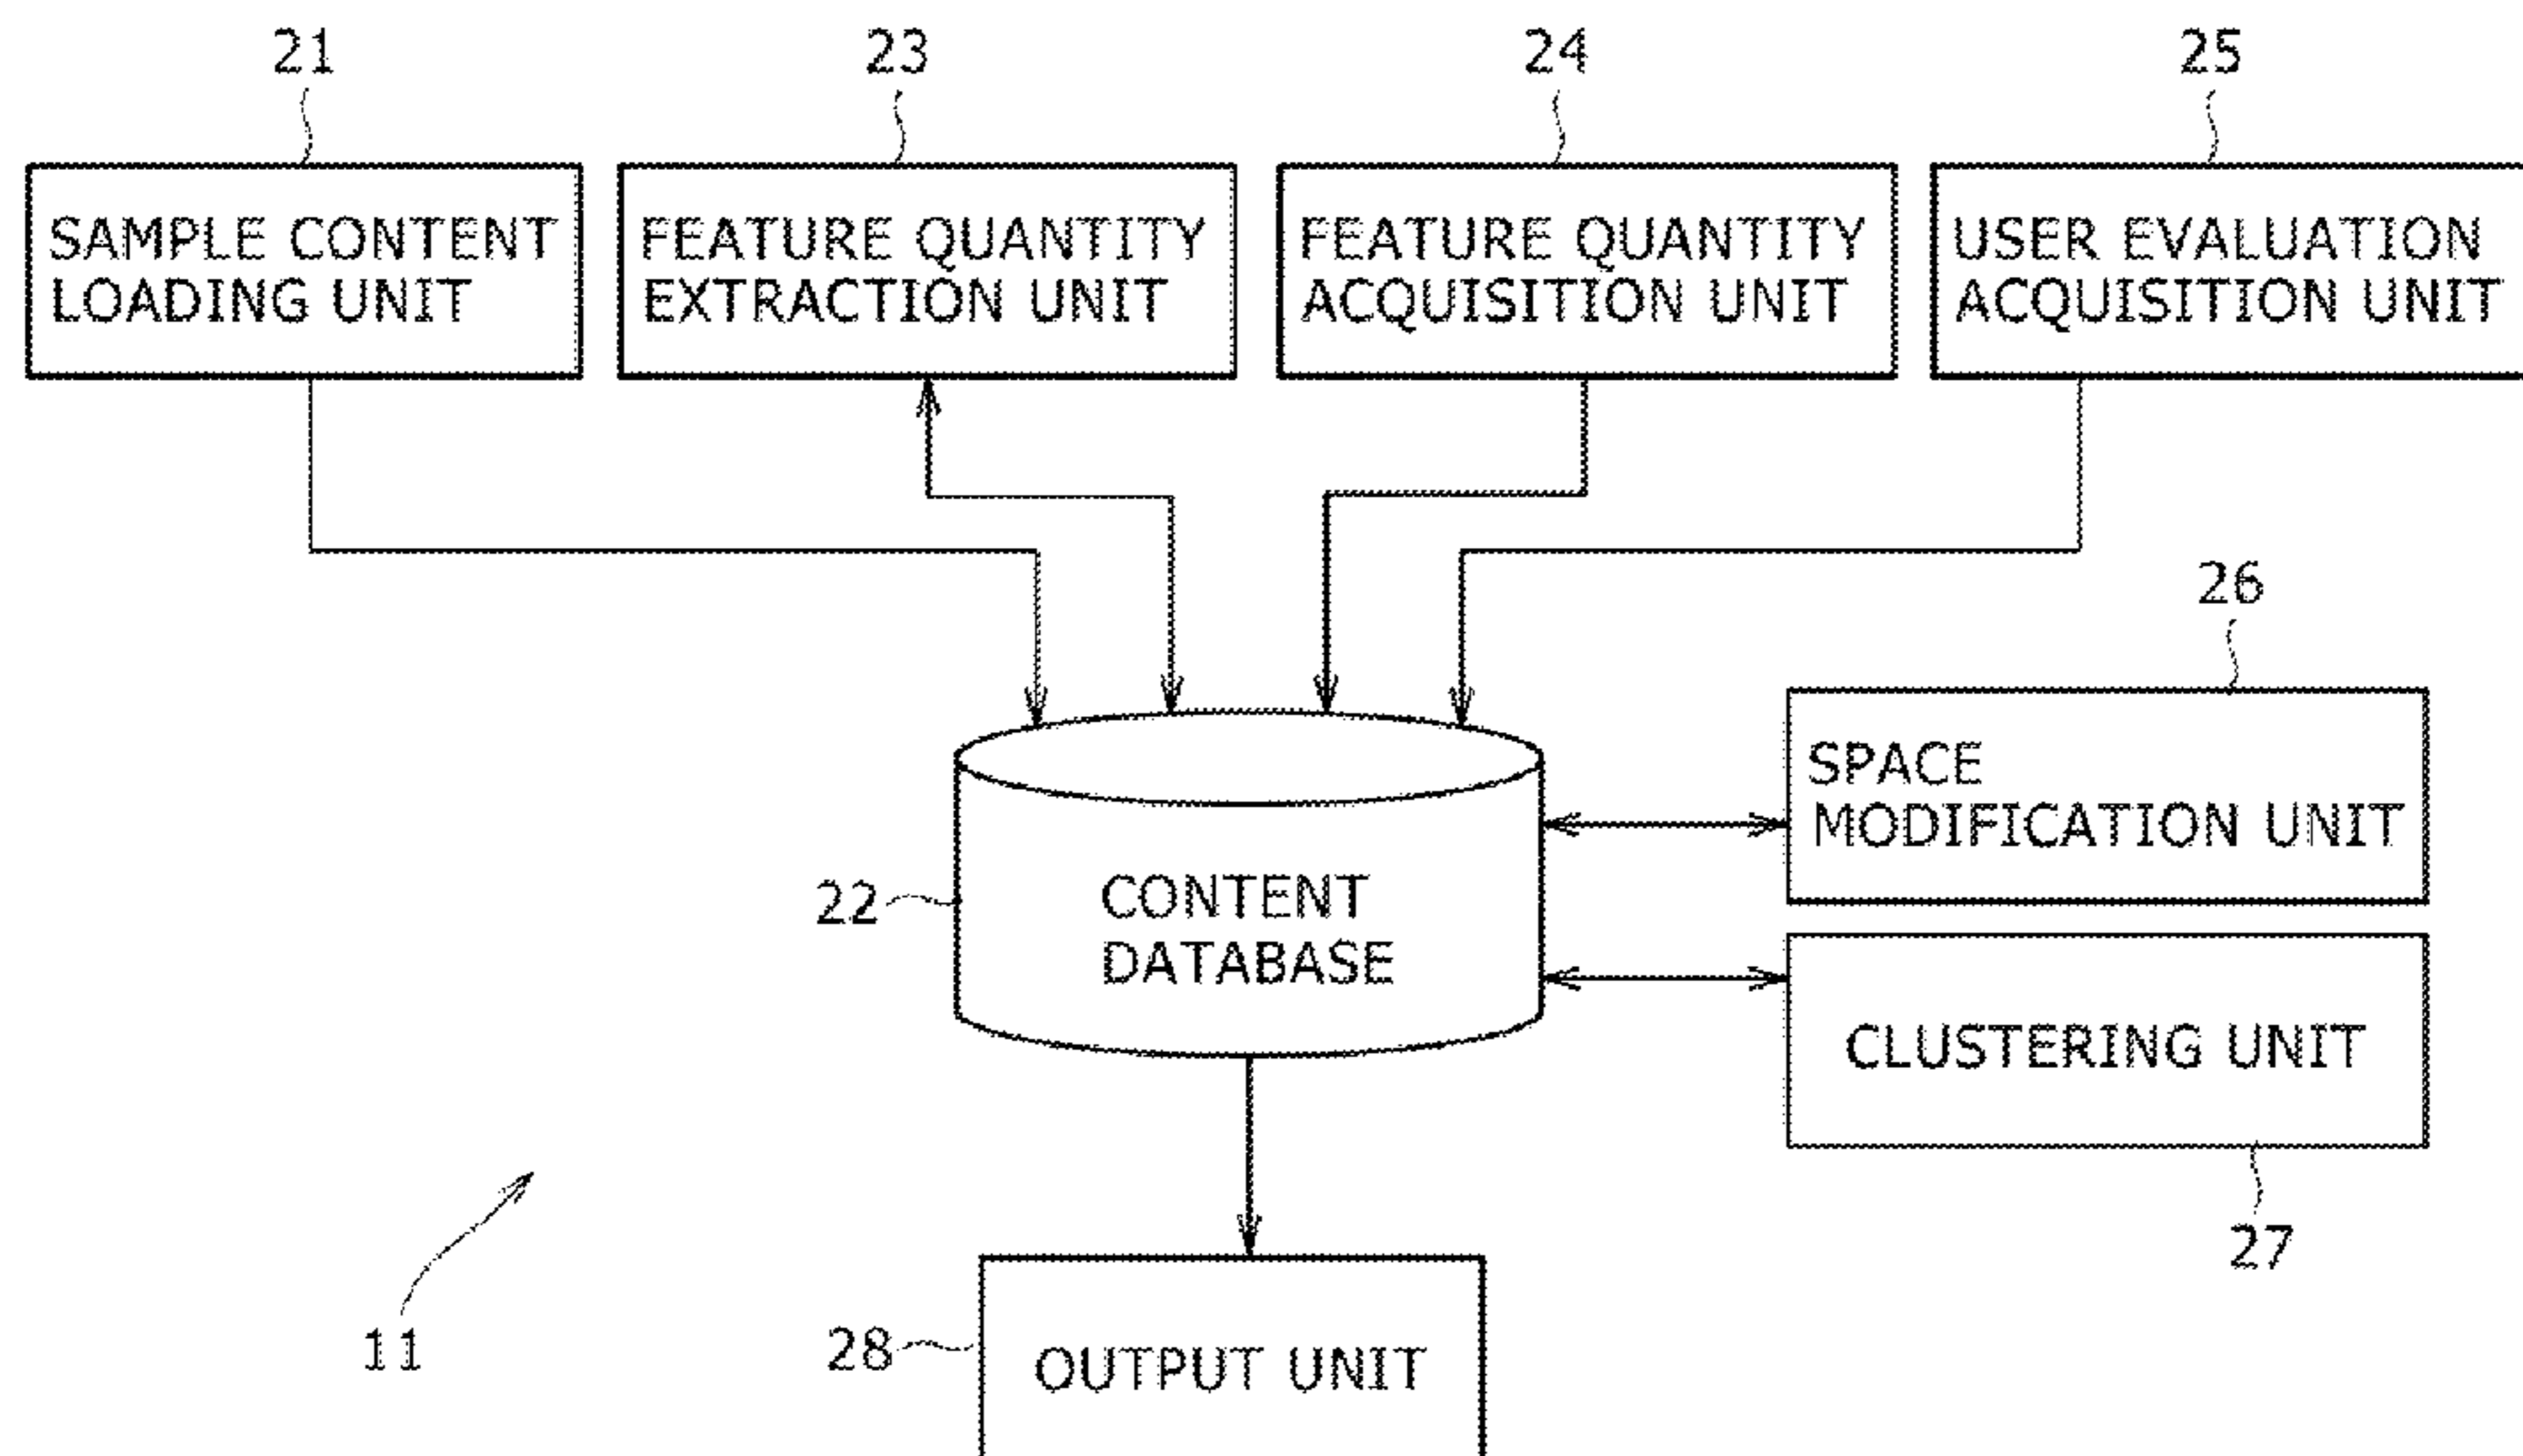 21
23
24
25
SAMPLE CONTENT
LOADING UNIT
FEATURE QUANTITY
EXTRACTION UNIT
FEATURE QUANTITY
ACQUISITION UNIT
USER EVALUATION
ACQUISITION UNIT
26
SPACE
MODIFICATION UNIT
22
CONTENT
DATABASE
CLUSTERING UNIT
27
11
28
OUTPUT UNIT